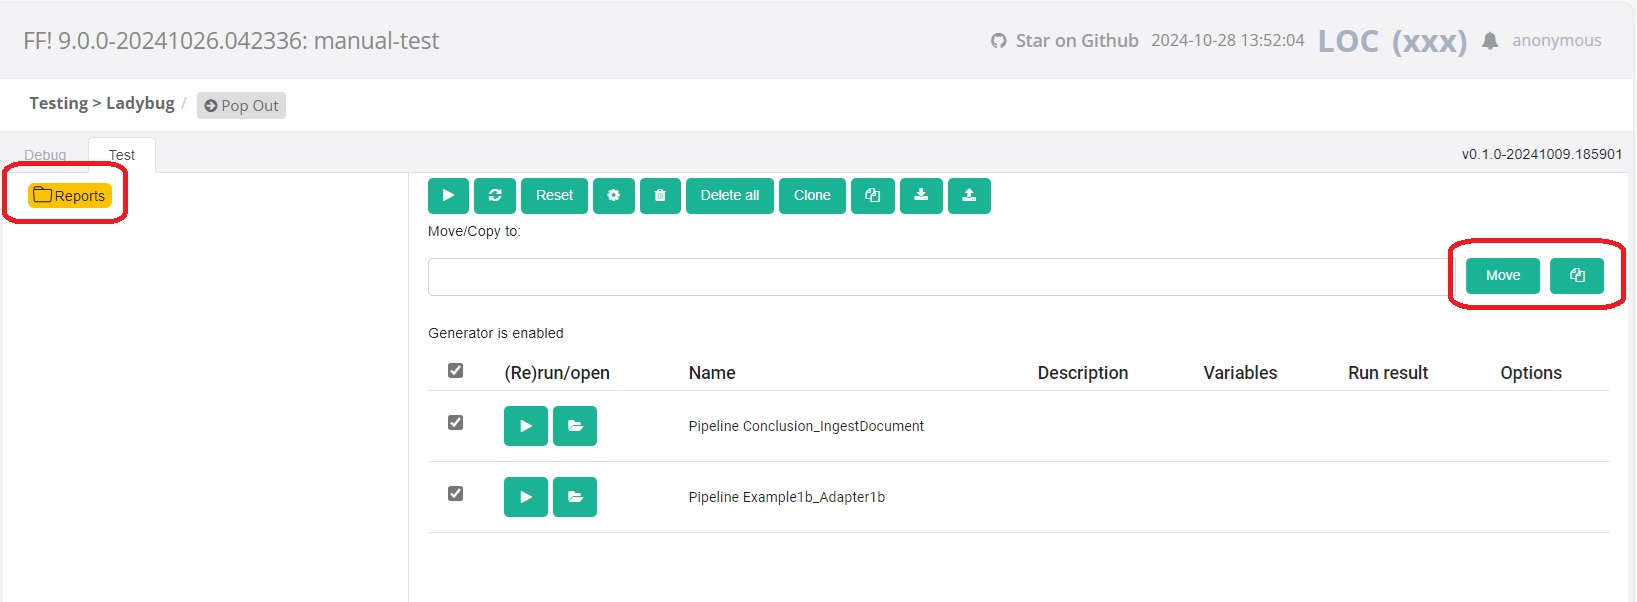 FF! 9.0.0-20241026.042336: manual-test
Star on Github 2024-10-28 13:52:04 LOC (xxx) anonymous
Testing > Ladybug / Pop Out
Debug Test v0.1.0-20241009.185901
Reports
Reset Delete all Clone
Move/Copy to:
Move
Generator is enabled
(Re)run/open Name Description Variables Run result Options
Pipeline Conclusion_IngestDocument
Pipeline Example1b_Adapter1b